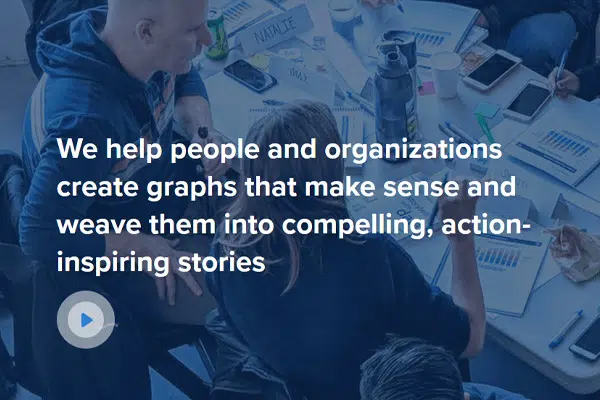 NATALIE
We help people and organizations
create graphs that make sense and
weave them into compelling, action-
inspiring stories